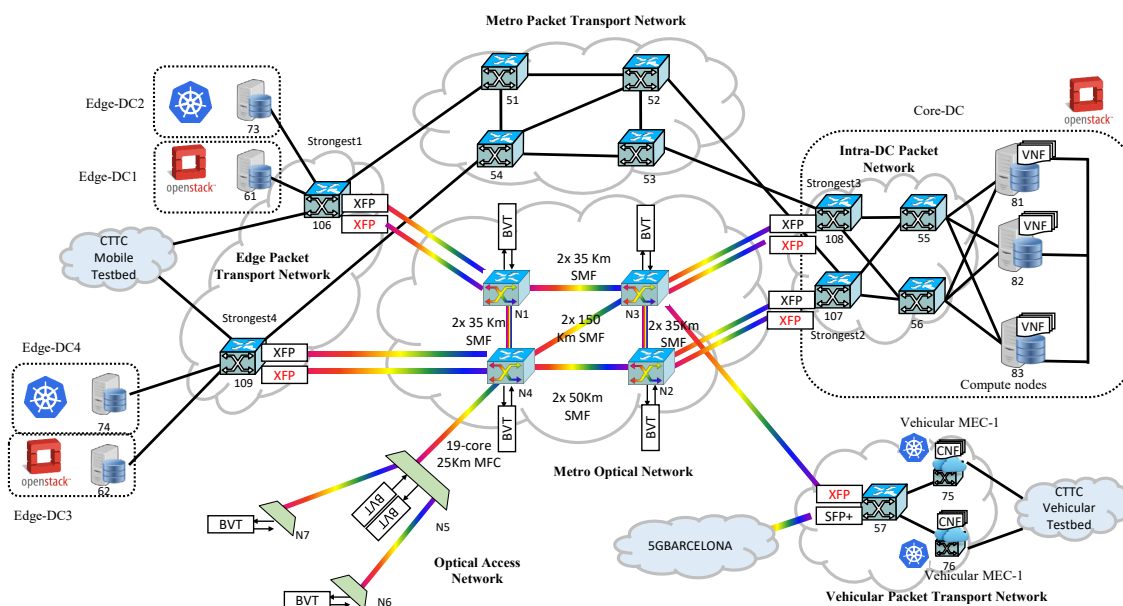 Metro Packet Transport Network
51
52
54
53
Edge-DC2
73
Edge-DC1
openstack™
61
Strongest1
106
XFP
XFP
CTTC
Mobile
Testbed
Edge Packet
Transport Network
Strongest4
109
XFP
XFP
Edge-DC4
74
openstack™
62
Edge-DC3
BVT
BVT
2x 35 Km
SMF
N1
N3
2x 35 Km
SMF
2x 150
Km SMF
2x 35Km
SMF
N4
N2
2x 50Km
SMF
BVT
BVT
Metro Optical Network
19-core
25Km MFC
BVT
BVT
N5
BVT
N7
BVT
N6
Optical Access
Network
Core-DC
openstack™
Intra-DC Packet
Network
Strongest3
XFP
XFP
108
55
XFP
XFP
107
56
Strongest2
VNF
81
VNF
82
VNF
83
Compute nodes
Vehicular MEC-1
CNF
75
XFP
SFP+
57
CNF
76
Vehicular MEC-1
CTTC
Vehicular
Testbed
5GBARCELONA
Vehicular Packet Transport Network